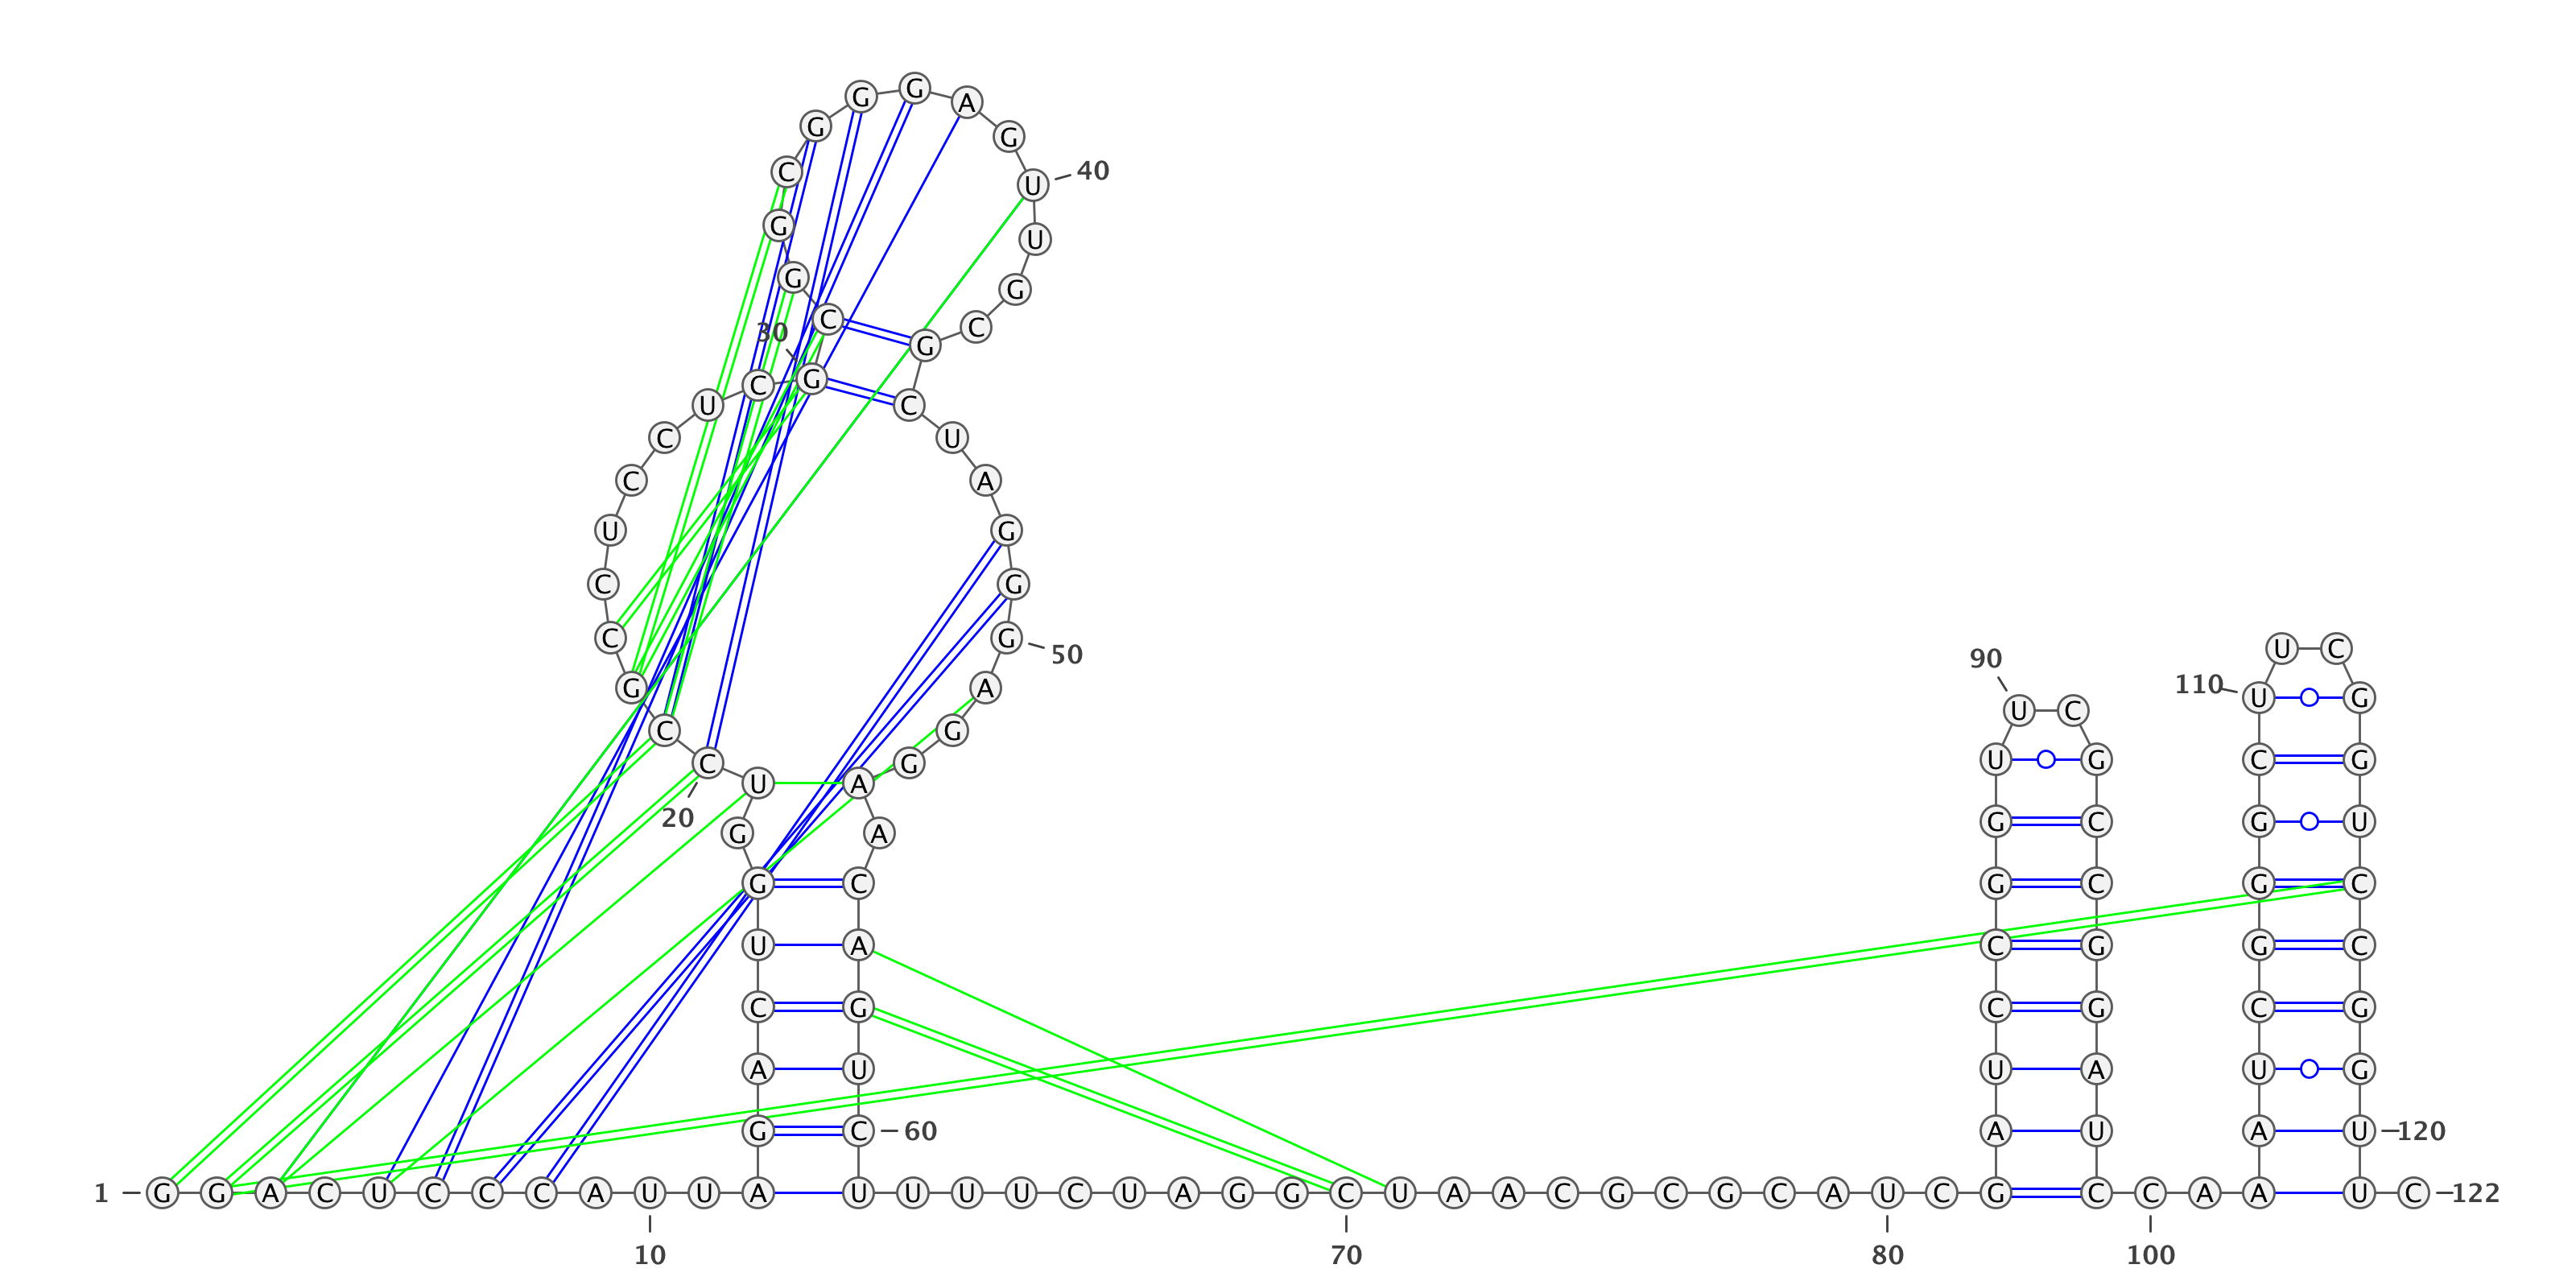 1
G G A C U C C C A U U A
10
G A C U G
G U C C G C C U C C U C
20
G C
30
G G C G G G A G U U G C
40
G C
U A G G G A G G A A
50
C A G U C
60
U U U U C U A G G C U A A C G C G C A U C G
70
80
A U C C G G U
U C
90
G C C G G A U
C C A A
100
A U C G G G C U
110
U C
G G U C C G G U
120
U C
122